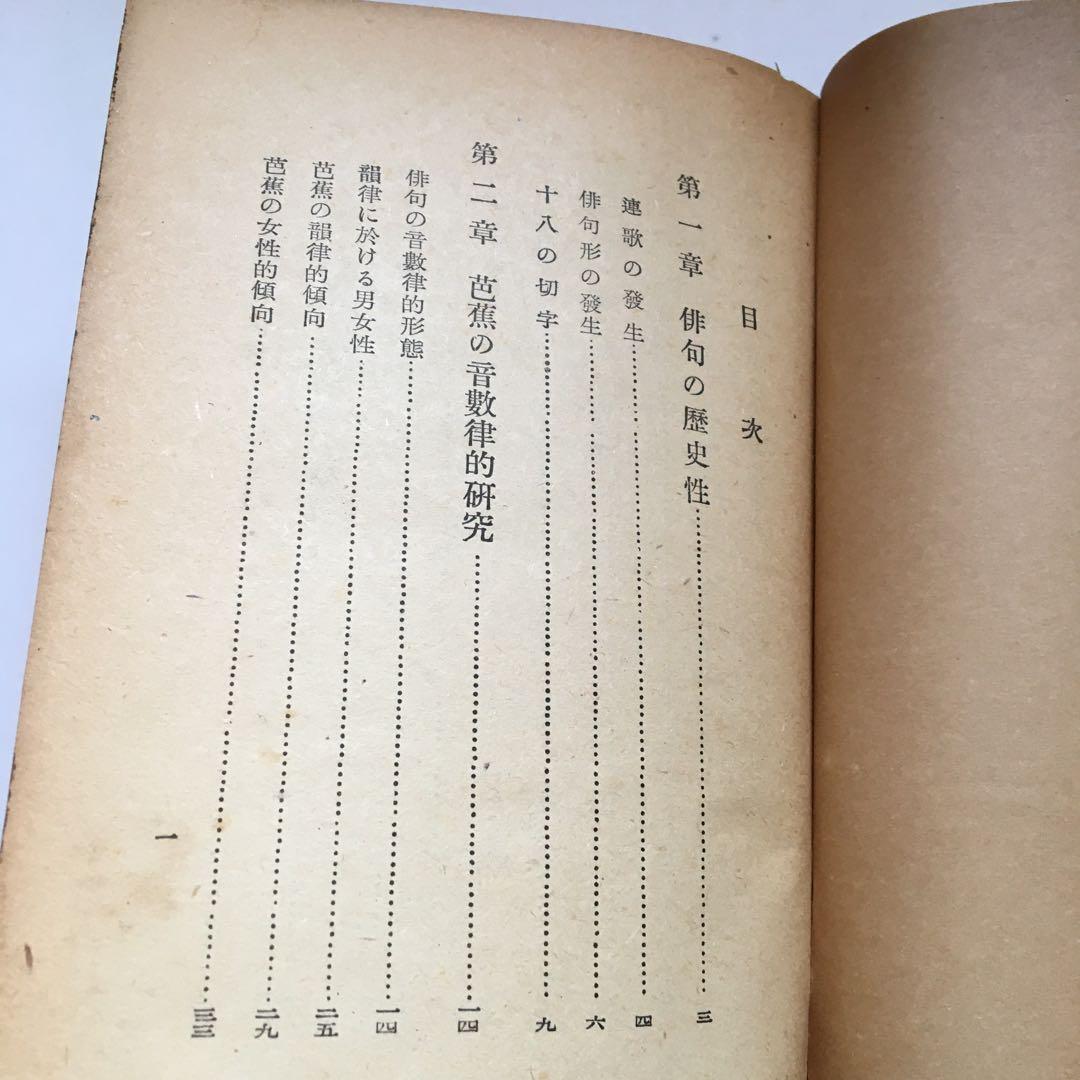 目次
第一章 俳句の歷史性……三
連歌の發生……四
俳句形の發生……六
十八の切字……九
第二章 芭蕉の音數律的研究……一四
俳句の音數律的形態……一四
韻律に於ける男女性……二五
芭蕉の韻律的傾向……二九
芭蕉の女性的傾向……三三
一